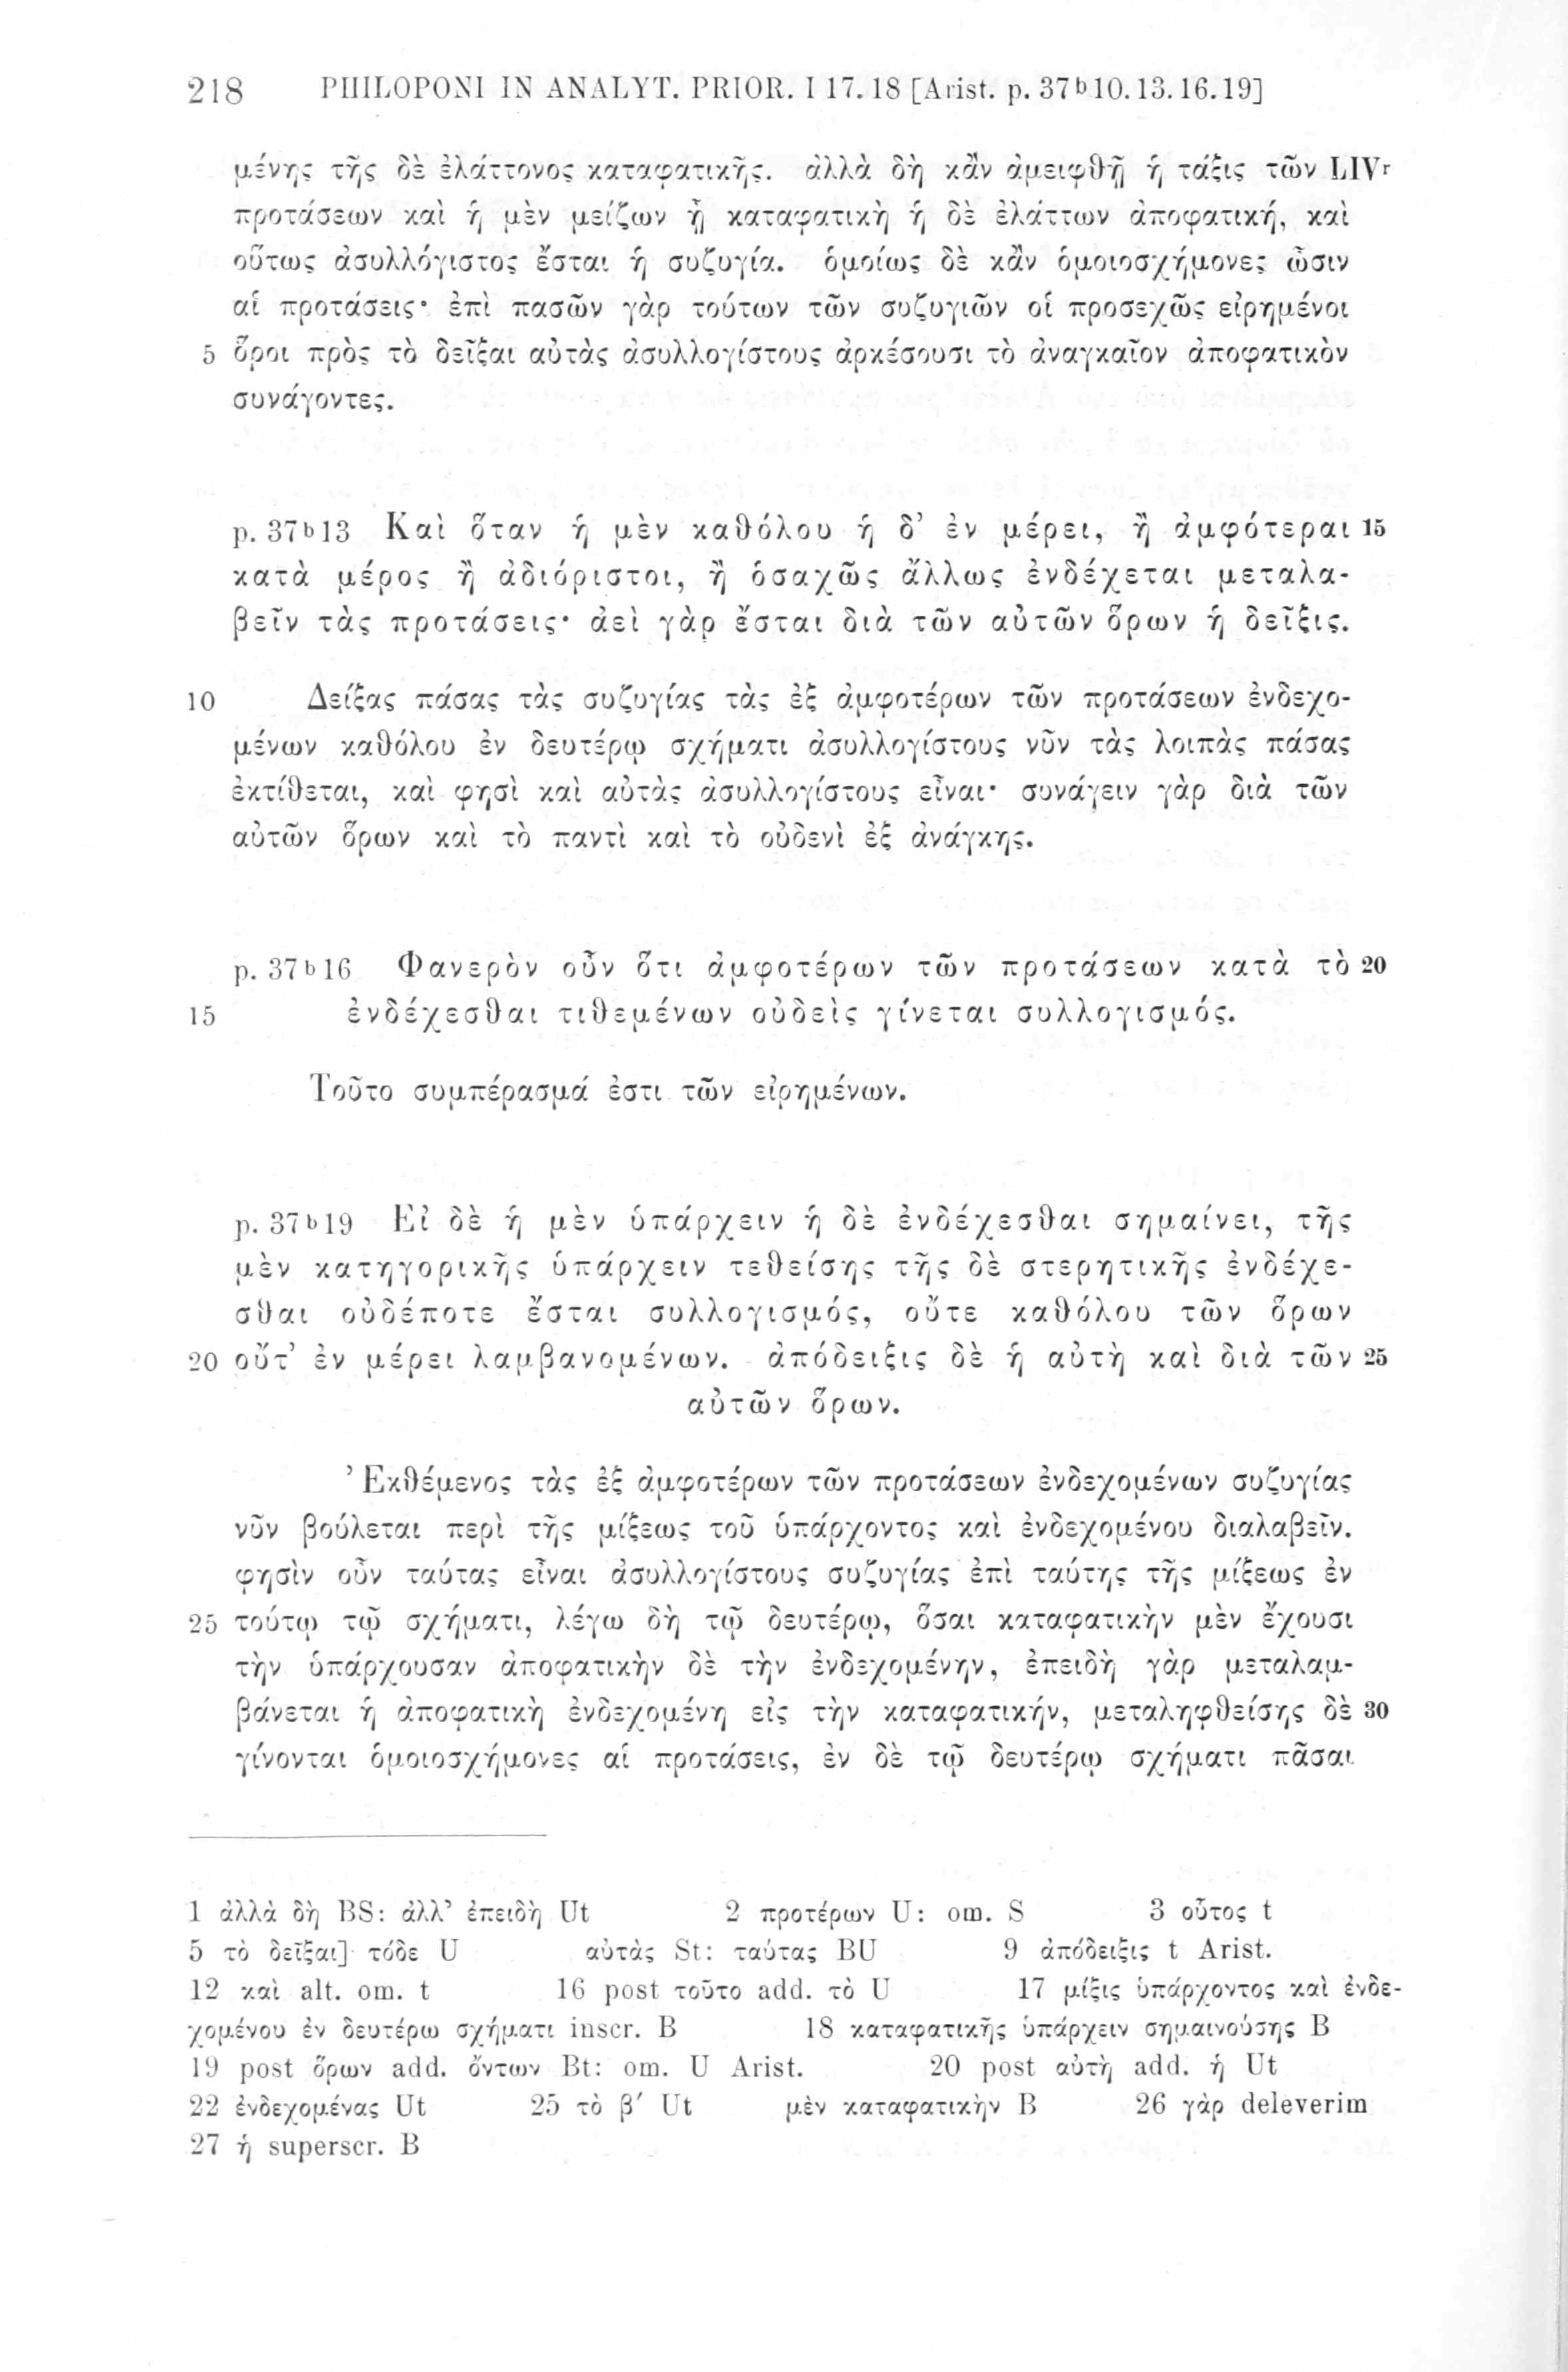 218 PHILOPONI IN ANALYT. PRIOR. I 17. 18 [Arist. p. 37ᵇ10. 13. 16. 19]
μένης τῆς δὲ ἐλάττονος καταφατικῆς. ἀλλὰ δὴ κἂν ἀμειφθῇ ἡ τάξις τῶν LIVʳ
προτάσεων καὶ ἡ μὲν μείζων ᾖ καταφατικὴ ἡ δὲ ἐλάττων ἀποφατική, καὶ
οὕτως ἀσυλλόγιστος ἔσται ἡ συζυγία. ὁμοίως δὲ κἂν ὁμοιοσχήμονες ὦσιν
αἱ προτάσεις· ἐπὶ πασῶν γὰρ τούτων τῶν συζυγιῶν οἱ προσεχῶς εἰρημένοι
5 ὅροι πρὸς τὸ δεῖξαι αὐτὰς ἀσυλλογίστους ἀρκέσουσι τὸ ἀναγκαῖον ἀποφατικὸν
συνάγοντες.
p. 37ᵇ13 Καὶ ὅταν ἡ μὲν καθόλου ἡ δ’ ἐν μέρει, ἢ ἀμφότεραι 15
κατὰ μέρος ἢ ἀδιόριστοι, ἢ ὁσαχῶς ἄλλως ἐνδέχεται μεταλα-
βεῖν τὰς προτάσεις· ἀεὶ γὰρ ἔσται διὰ τῶν αὐτῶν ὅρων ἡ δεῖξις.
10 Δείξας πάσας τὰς συζυγίας τὰς ἐξ ἀμφοτέρων τῶν προτάσεων ἐνδεχο-
μένων καθόλου ἐν δευτέρῳ σχήματι ἀσυλλογίστους νῦν τὰς λοιπὰς πάσας
ἐκτίθεται, καὶ φησὶ καὶ αὐτὰς ἀσυλλογίστους εἶναι· συνάγειν γὰρ διὰ τῶν
αὐτῶν ὅρων καὶ τὸ παντὶ καὶ τὸ οὐδενὶ ἐξ ἀνάγκης.
p. 37ᵇ16 Φανερὸν οὖν ὅτι ἀμφοτέρων τῶν προτάσεων κατὰ τὸ 20
15 ἐνδέχεσθαι τιθεμένων οὐδεὶς γίνεται συλλογισμός.
Τοῦτο συμπέρασμά ἐστι τῶν εἰρημένων.
p. 37ᵇ19 Εἰ δὲ ἡ μὲν ὑπάρχειν ἡ δὲ ἐνδέχεσθαι σημαίνει, τῆς
μὲν κατηγορικῆς ὑπάρχειν τεθείσης τῆς δὲ στερητικῆς ἐνδέχε-
σθαι οὐδέποτε ἔσται συλλογισμός, οὔτε καθόλου τῶν ὅρων
20 οὔτ’ ἐν μέρει λαμβανομένων. ἀπόδειξις δὲ ἡ αὐτὴ καὶ διὰ τῶν 25
αὐτῶν ὅρων.
Ἐκθέμενος τὰς ἐξ ἀμφοτέρων τῶν προτάσεων ἐνδεχομένων συζυγίας
νῦν βούλεται περὶ τῆς μίξεως τοῦ ὑπάρχοντος καὶ ἐνδεχομένου διαλαβεῖν.
φησὶν οὖν ταύτας εἶναι ἀσυλλογίστους συζυγίας ἐπὶ ταύτης τῆς μίξεως ἐν
25 τούτῳ τῷ σχήματι, λέγω δὴ τῷ δευτέρῳ, ὅσαι καταφατικὴν μὲν ἔχουσι
τὴν ὑπάρχουσαν ἀποφατικὴν δὲ τὴν ἐνδεχομένην, ἐπειδὴ γὰρ μεταλαμ-
βάνεται ἡ ἀποφατικὴ ἐνδεχομένη εἰς τὴν καταφατικήν, μεταληφθείσης δὲ 30
γίνονται ὁμοιοσχήμονες αἱ προτάσεις, ἐν δὲ τῷ δευτέρῳ σχήματι πᾶσαι
1 ἀλλὰ δὴ BS: ἀλλ’ ἐπειδὴ Ut 2 προτέρων U: om. S 3 οὗτος t
5 τὸ δεῖξαι] τόδε U αὐτὰς St: ταύτας BU 9 ἀπόδειξις t Arist.
12 καὶ alt. om. t 16 post τοῦτο add. τὸ U 17 μίξις ὑπάρχοντος καὶ ἐνδε-
χομένου ἐν δευτέρω σχήματι inscr. B 18 καταφατικῆς ὑπάρχειν σημαινούσης B
19 post ὅρων add. ὄντων Bt: om. U Arist. 20 post αὐτὴ add. ἡ Ut
22 ἐνδεχομένας Ut 25 τὸ β′ Ut μὲν καταφατικὴν B 26 γὰρ deleverim
27 ἡ superscr. B